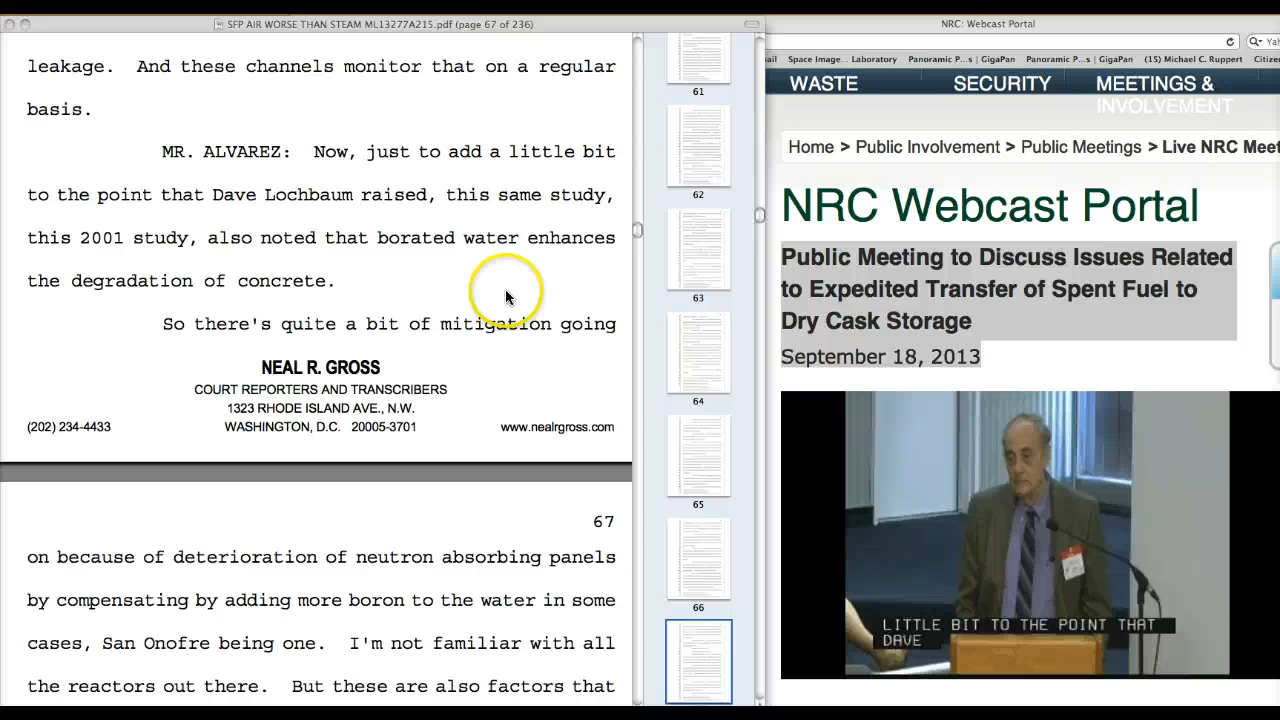 SFP AIR WORSE THAN STEAM ML13277A215.pdf (page 67 of 236)
leakage. And these channels monitor that on a regular
basis.
MR. ALVAREZ: Now, just to add a little bit
to the point that Dave Lochbaum raised, this same study,
this 2001 study, also noted that borated water enhances
the degradation of concrete.
So there's quite a bit of mitigation going
NEAL R. GROSS
COURT REPORTERS AND TRANSCRIBERS
1323 RHODE ISLAND AVE., N.W.
(202) 234-4433 WASHINGTON, D.C. 20005-3701 www.nealrgross.com
67
on because of deterioration of neutron absorbing panels
by compensating by adding more boron to the water in some
cases, San Onofre being one. I'm not familiar with all
the reactors out there. But these are also factors that
61
62
63
64
65
66
NRC: Webcast Portal
Yah
ail Space Image... Laboratory Panoramic P...s | GigaPan Panoramic P...s | GigaPan (15) Michael C. Ruppert Citize
WASTE SECURITY MEETINGS &
INVOLVEMENT
Home > Public Involvement > Public Meetings > Live NRC Meet
NRC Webcast Portal
Public Meeting to Discuss Issues Related
to Expedited Transfer of Spent Fuel to
Dry Cask Storage
September 18, 2013
LITTLE BIT TO THE POINT THAT
DAVE